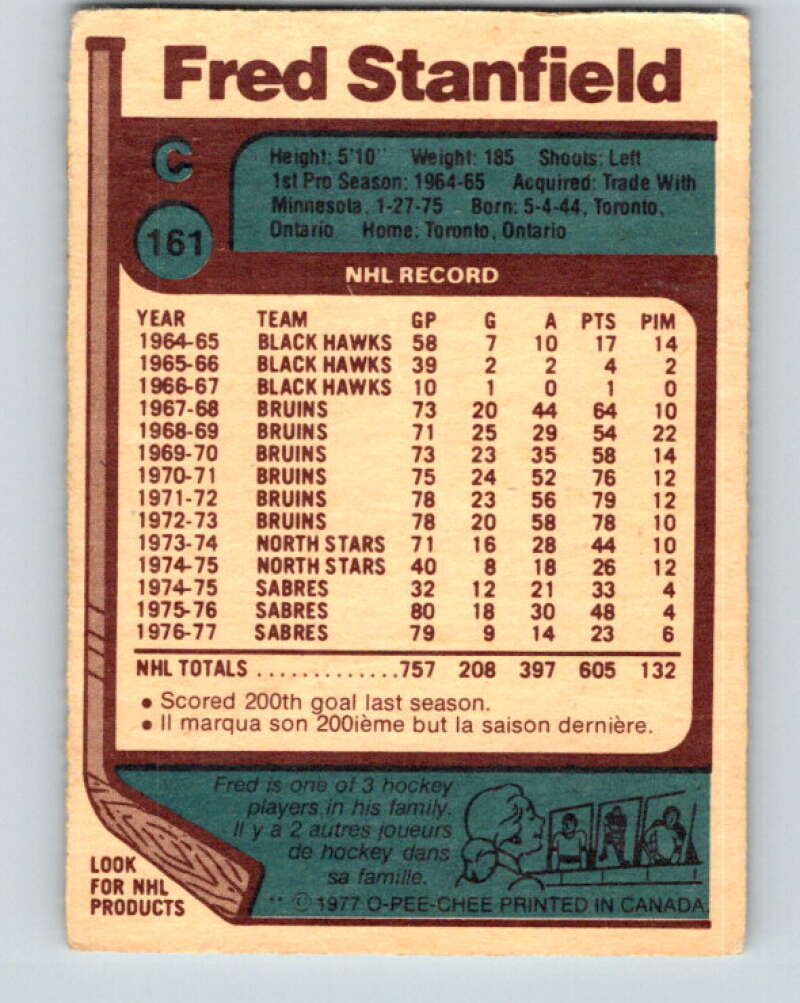 Fred Stanfield
C
161
Height: 5'10" Weight: 185 Shoots: Left
1st Pro Season: 1964-65 Acquired: Trade With
Minnesota, 1-27-75 Born: 5-4-44, Toronto,
Ontario Home: Toronto, Ontario
NHL RECORD
YEAR TEAM GP G A PTS PIM
1964-65 BLACK HAWKS 58 7 10 17 14
1965-66 BLACK HAWKS 39 2 2 4 2
1966-67 BLACK HAWKS 10 1 0 1 0
1967-68 BRUINS 73 20 44 64 10
1968-69 BRUINS 71 25 29 54 22
1969-70 BRUINS 73 23 35 58 14
1970-71 BRUINS 75 24 52 76 12
1971-72 BRUINS 78 23 56 79 12
1972-73 BRUINS 78 20 58 78 10
1973-74 NORTH STARS 71 16 28 44 10
1974-75 NORTH STARS 40 8 18 26 12
1974-75 SABRES 32 12 21 33 4
1975-76 SABRES 80 18 30 48 4
1976-77 SABRES 79 9 14 23 6
NHL TOTALS .............757 208 397 605 132
• Scored 200th goal last season.
• Il marqua son 200ième but la saison dernière.
Fred is one of 3 hockey
players in his family.
Il y a 2 autres joueurs
de hockey dans
sa famille.
LOOK
FOR NHL
PRODUCTS
** © 1977 O-PEE-CHEE PRINTED IN CANADA